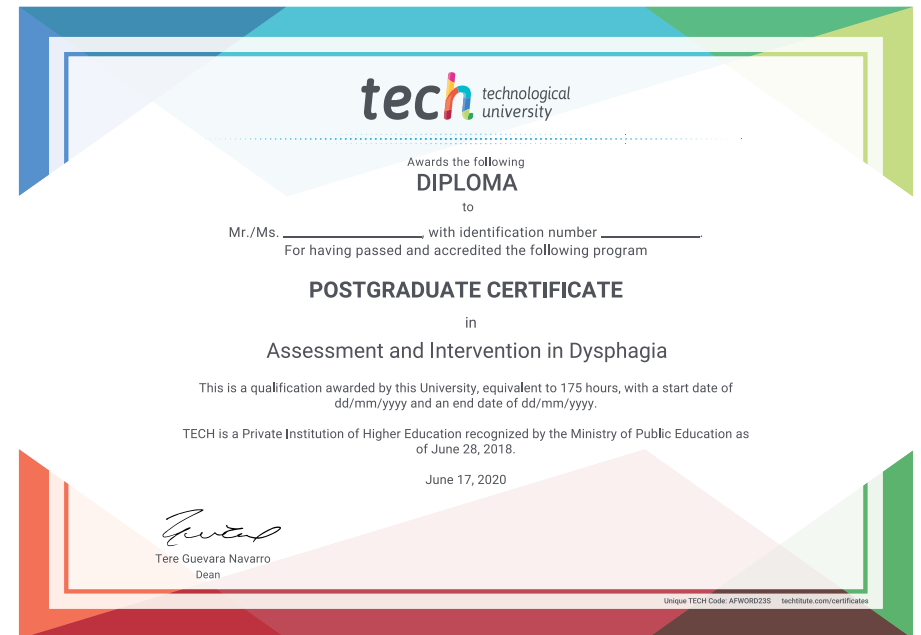 tech technological
university
Awards the following
DIPLOMA
to
Mr./Ms. ____________, with identification number ____________.
For having passed and accredited the following program
POSTGRADUATE CERTIFICATE
in
Assessment and Intervention in Dysphagia
This is a qualification awarded by this University, equivalent to 175 hours, with a start date of
dd/mm/yyyy and an end date of dd/mm/yyyy.
TECH is a Private Institution of Higher Education recognized by the Ministry of Public Education as
of June 28, 2018.
June 17, 2020
Tere Guevara Navarro
Dean
Unique TECH Code: AFWORD23S techtitute.com/certificates